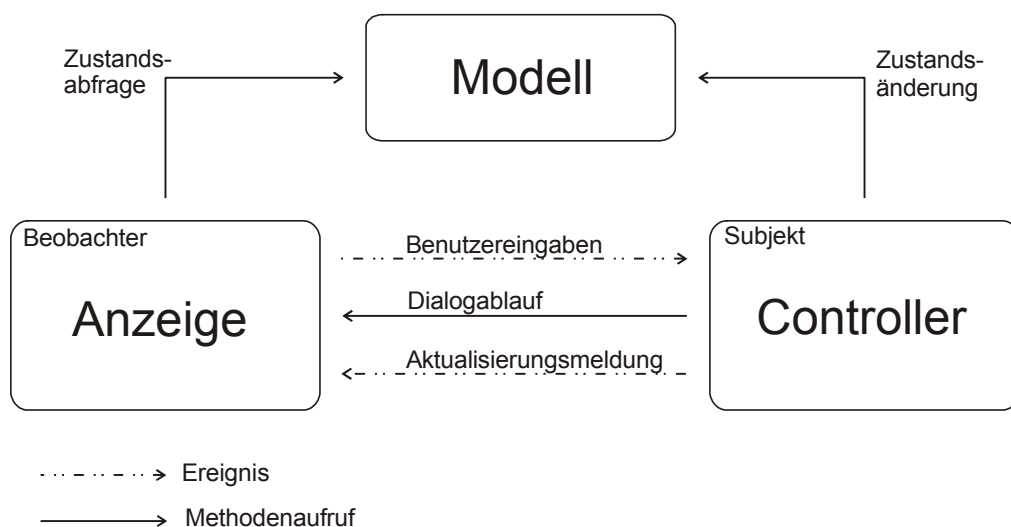 Zustands-
abfrage
Modell
Zustands-
änderung
Beobachter
Anzeige
Benutzereingaben
Dialogablauf
Aktualisierungsmeldung
Subjekt
Controller
Ereignis
Methodenaufruf